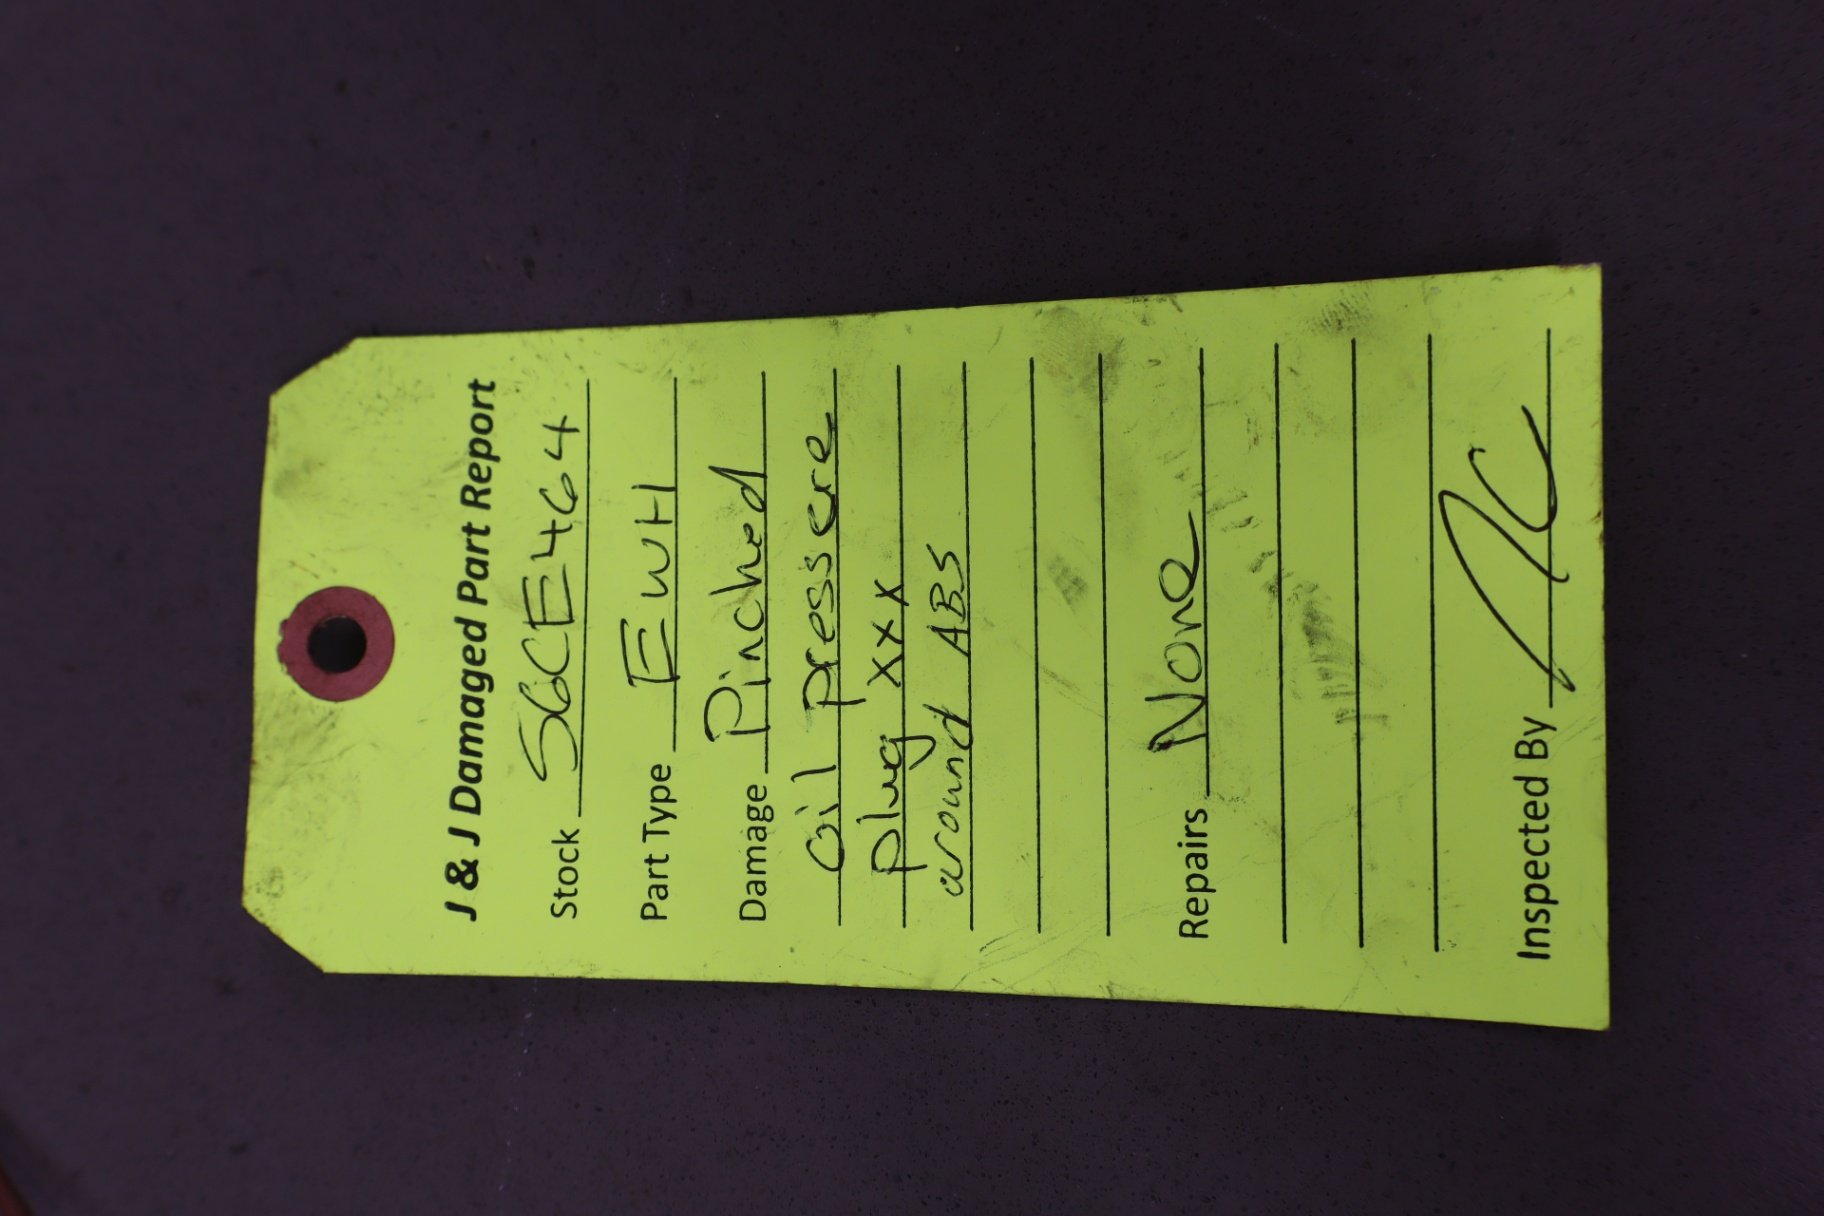 J & J Damaged Part Report
Stock SGCE4464
Part Type EWH
Damage Pinched
oil pressere
plug xxx
around ABS
Repairs None
Inspected By